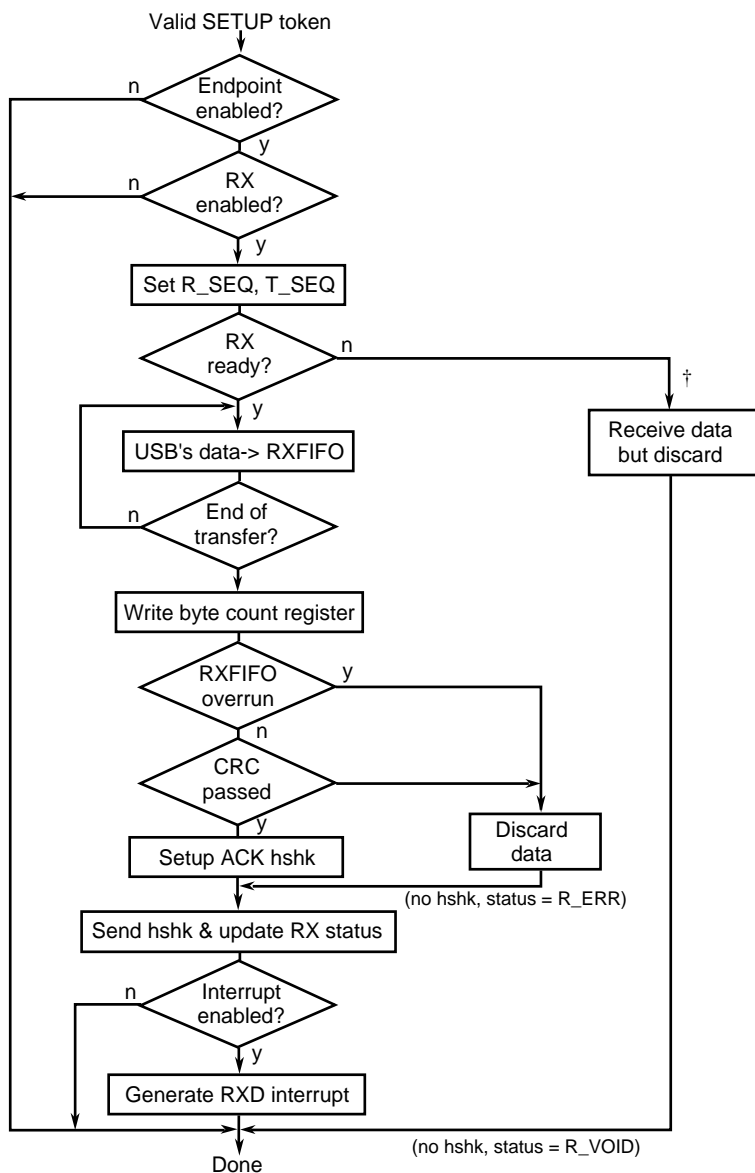 Valid SETUP token
n
Endpoint
enabled?
y
n
RX
enabled?
y
Set R_SEQ, T_SEQ
RX
ready?
n
†
y
USB's data-> RXFIFO
Receive data
but discard
n
End of
transfer?
Write byte count register
RXFIFO
overrun
y
n
CRC
passed
y
Discard
data
Setup ACK hshk
(no hshk, status = R_ERR)
Send hshk & update RX status
n
Interrupt
enabled?
y
Generate RXD interrupt
(no hshk, status = R_VOID)
Done